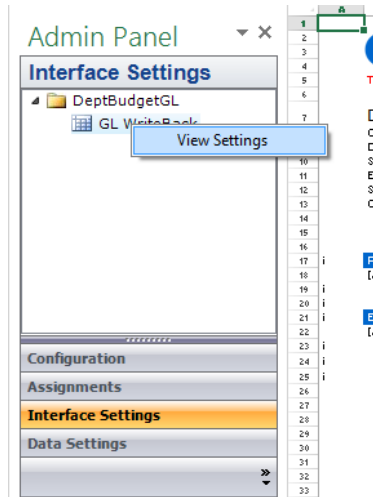 Admin Panel
Interface Settings
DeptBudgetGL
GL WriteBack
View Settings
Configuration
Assignments
Interface Settings
Data Settings
A
1
2
3
4
5
6
7
10
11
12
13
14
15
16
17 i
18
19 i
20 i
21 i
22
23 i
24 i
25 i
26
27
28
29
30
31
32
33